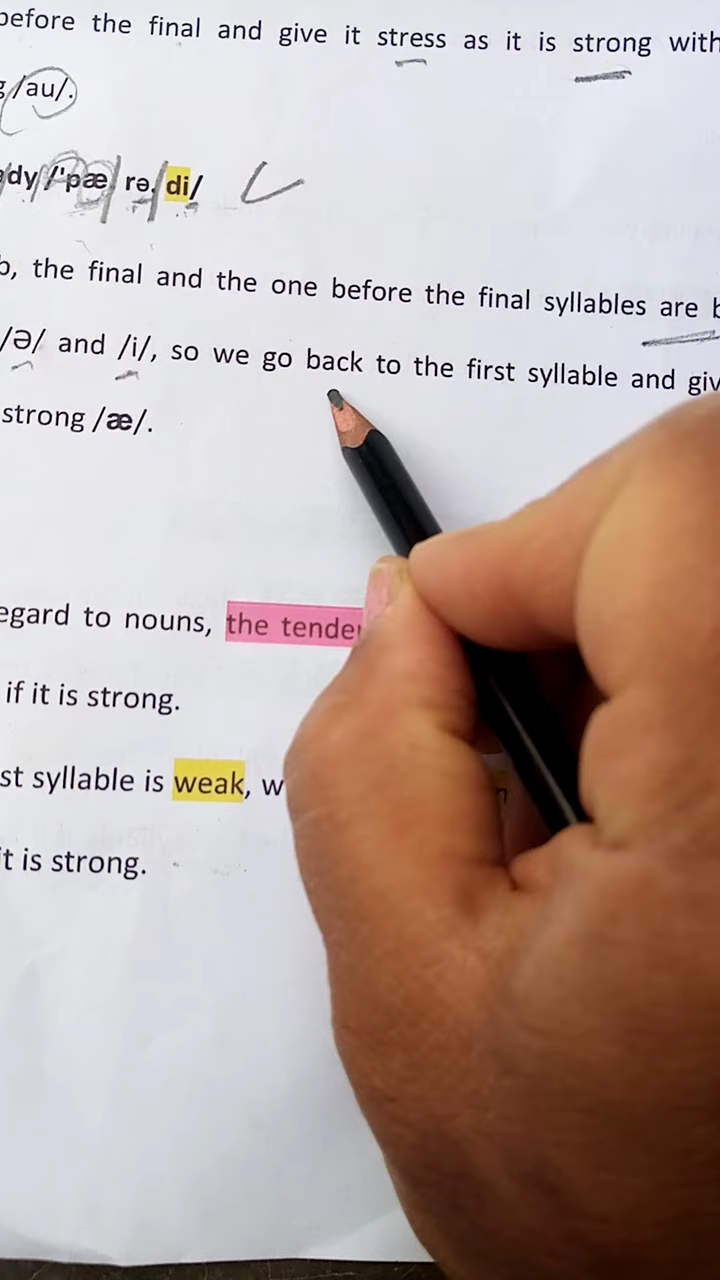 before the final and give it stress as it is strong with
/au/.
dy /'pæ rə. di/
b, the final and the one before the final syllables are b
/ə/ and /i/, so we go back to the first syllable and giv
strong /æ/.
egard to nouns, the tende
if it is strong.
st syllable is weak, w
it is strong.